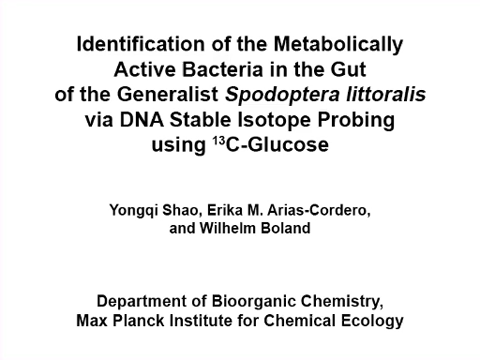 Identification of the Metabolically
Active Bacteria in the Gut
of the Generalist Spodoptera littoralis
via DNA Stable Isotope Probing
using ¹³C-Glucose
Yongqi Shao, Erika M. Arias-Cordero,
and Wilhelm Boland
Department of Bioorganic Chemistry,
Max Planck Institute for Chemical Ecology